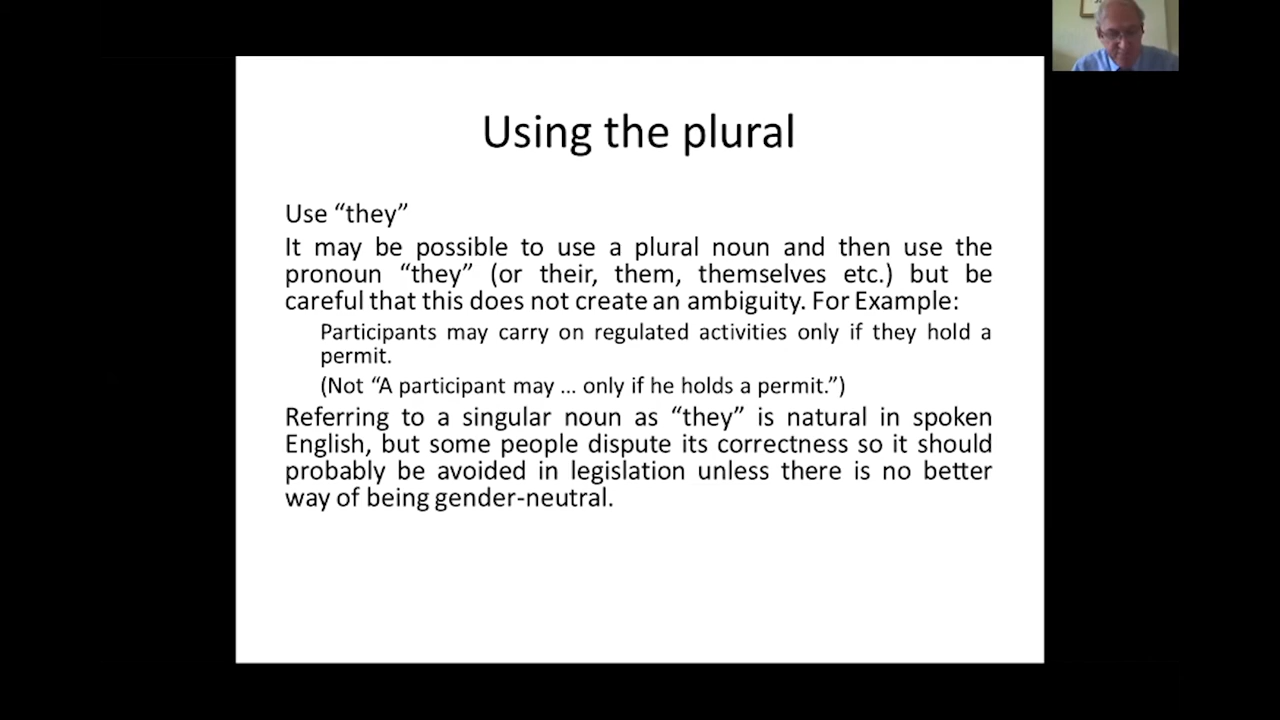 Using the plural
Use “they”
It may be possible to use a plural noun and then use the
pronoun “they” (or their, them, themselves etc.) but be
careful that this does not create an ambiguity. For Example:
Participants may carry on regulated activities only if they hold a
permit.
(Not “A participant may ... only if he holds a permit.”)
Referring to a singular noun as “they” is natural in spoken
English, but some people dispute its correctness so it should
probably be avoided in legislation unless there is no better
way of being gender-neutral.